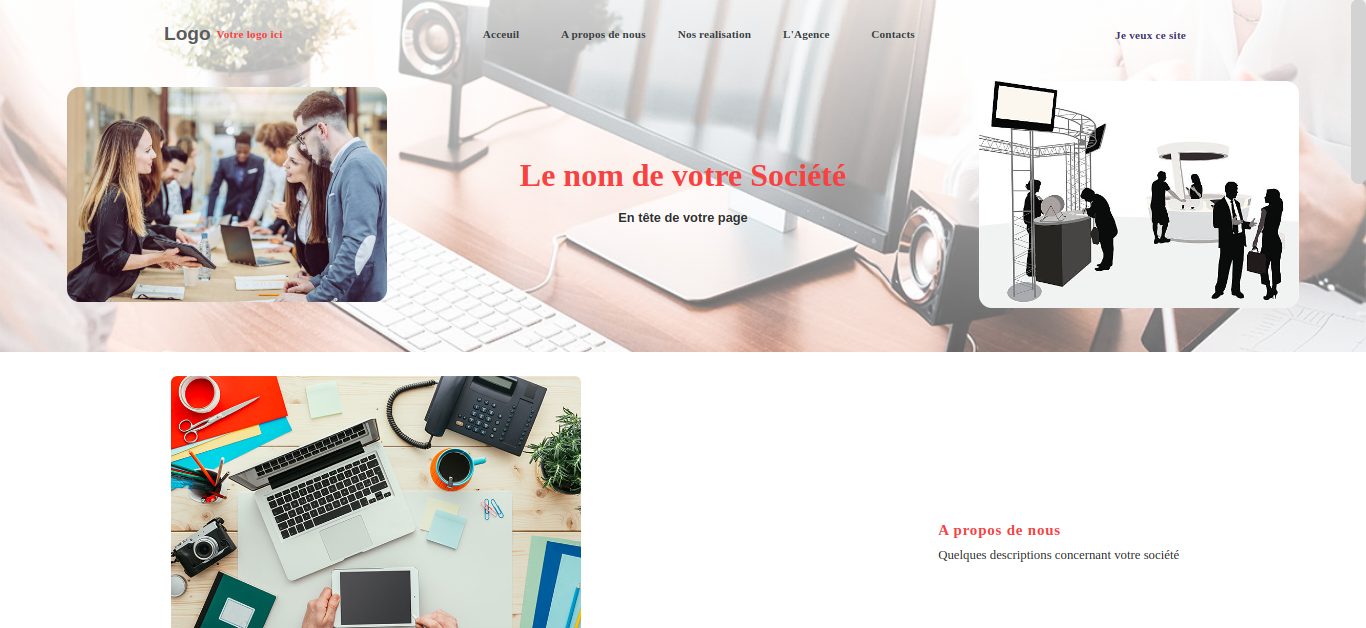 Logo Votre logo ici
Acceuil A propos de nous Nos realisation L'Agence Contacts
Je veux ce site
Le nom de votre Société
En tête de votre page
A propos de nous
Quelques descriptions concernant votre société